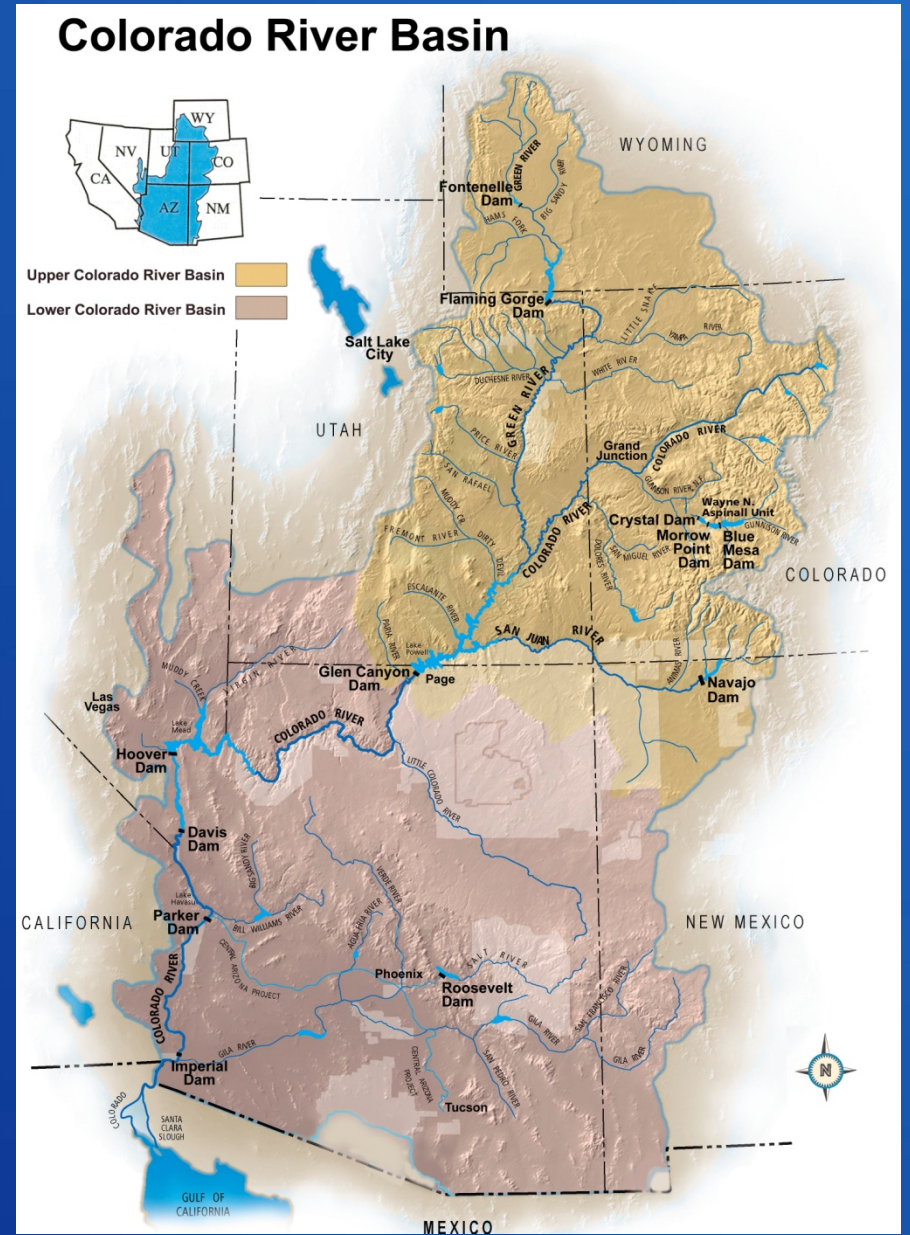 Colorado River Basin
WY
NV
UT
CO
CA
AZ
NM
Upper Colorado River Basin
Lower Colorado River Basin
WYOMING
GREEN RIVER
Fontenelle
Dam
BIG SANDY RIVER
HAMS FORK
Flaming Gorge
Dam
LITTLE SNAKE
YAMPA RIVER
Salt Lake
City
WHITE RIVER
DUCHESNE RIVER
GREEN RIVER
UTAH
PRICE RIVER
SAN RAFAEL
Grand
Junction
COLORADO RIVER
MUDDY CR.
GUNNISON RIVER, N.F.
Wayne N.
Aspinall Unit
Crystal Dam
Morrow
Point
Dam
Blue
Mesa
Dam
GUNNISON RIVER
FREMONT RIVER
DIRTY DEVIL
COLORADO RIVER
DOLORES RIVER
SAN MIGUEL RIVER
COLORADO
ESCALANTE RIVER
PARIA RIVER
SAN JUAN RIVER
Lake
Powell
ANIMAS RIVER
Glen Canyon
Dam
Page
Navajo
Dam
MUDDY CREEK
VIRGIN RIVER
Las
Vegas
Lake
Mead
COLORADO RIVER
Hoover
Dam
LITTLE COLORADO RIVER
Davis
Dam
BIG SANDY RIVER
VERDE RIVER
Lake
Havasu
CALIFORNIA
Parker
Dam
BILL WILLIAMS RIVER
AGUA FRIA RIVER
NEW MEXICO
CENTRAL ARIZONA PROJECT
Phoenix
SALT RIVER
Roosevelt
Dam
SAN FRANCISCO RIVER
COLORADO RIVER
GILA RIVER
GILA RIVER
GILA RIVER
Imperial
Dam
CENTRAL ARIZONA
PROJECT
SAN PEDRO RIVER
Tucson
N
COLORADO
SANTA
CLARA
SLOUGH
GULF OF
CALIFORNIA
MEXICO